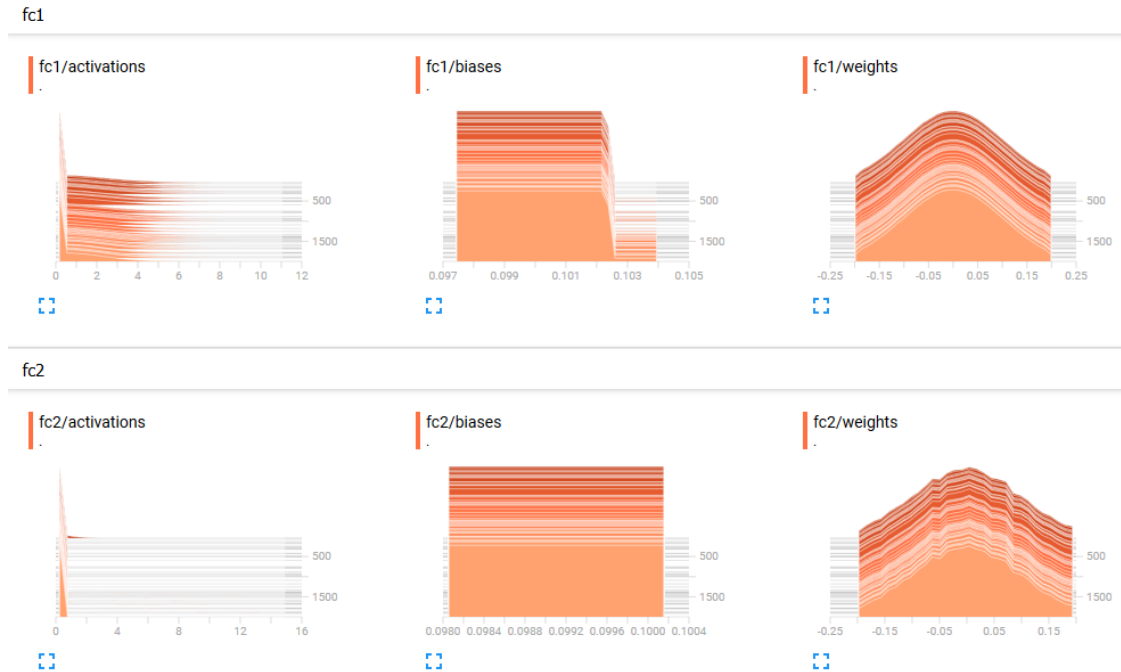 fc1
fc1/activations
.
fc1/biases
.
fc1/weights
.
500
1500
0 2 4 6 8 10 12
500
1500
0.097 0.099 0.101 0.103 0.105
500
1500
-0.25 -0.15 -0.05 0.05 0.15 0.25
fc2
fc2/activations
.
fc2/biases
.
fc2/weights
.
500
1500
0 4 8 12 16
500
1500
0.0980 0.0984 0.0988 0.0992 0.0996 0.1000 0.1004
500
1500
-0.25 -0.15 -0.05 0.05 0.15